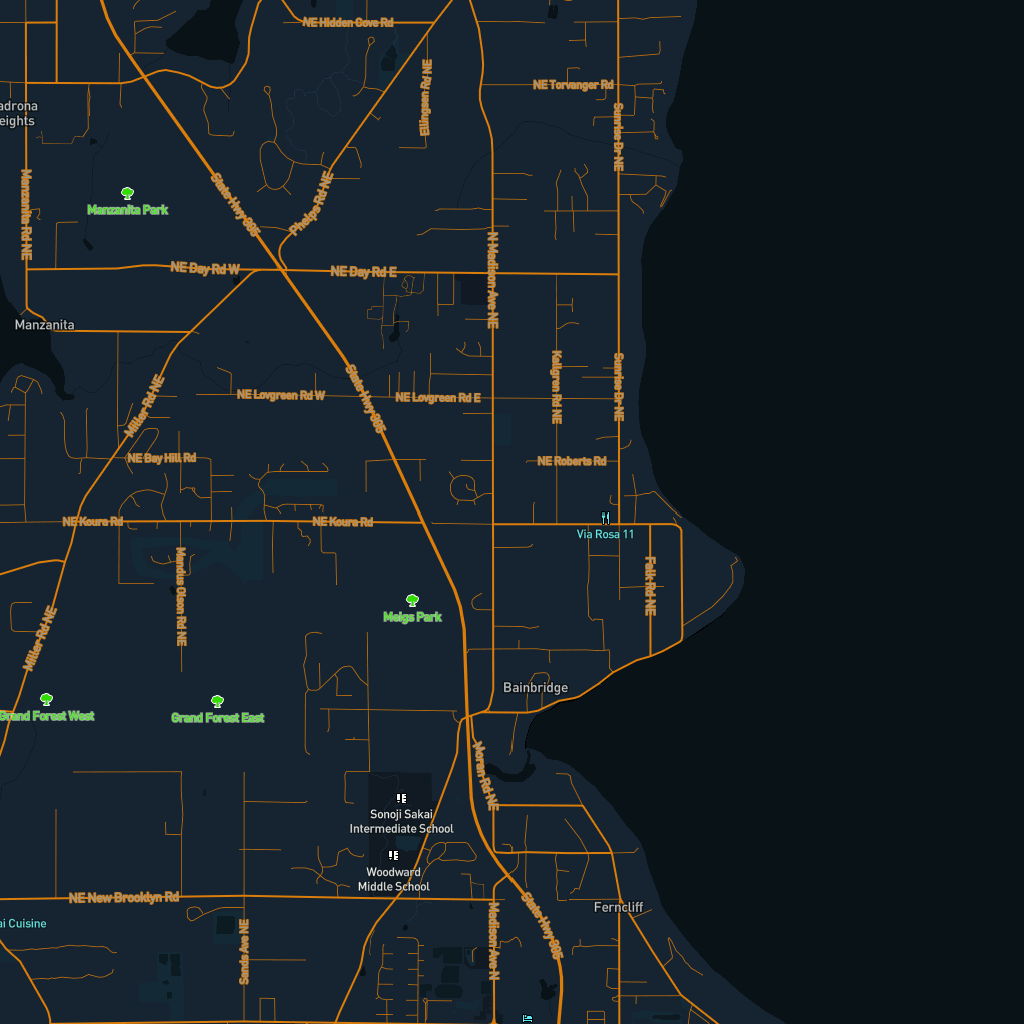 NE Hidden Cove Rd
Ellingsen Rd NE
NE Torvanger Rd
Sunrise Dr NE
Heights
Manzanita Rd NE
Manzanita Park
State Hwy 305
Phelps Rd NE
N Madison Ave NE
NE Day Rd W
NE Day Rd E
Manzanita
Miller Rd NE
State Hwy 305
Kallgren Rd NE
Sunrise Dr NE
NE Lovgreen Rd W
NE Lovgreen Rd E
NE Bay Hill Rd
NE Roberts Rd
NE Koura Rd
NE Koura Rd
Via Rosa 11
Mandus Olson Rd NE
Falk Rd NE
Meigs Park
Miller Rd NE
Bainbridge
Grand Forest West
Grand Forest East
Moran Rd NE
Sonoji Sakai
Intermediate School
Woodward
Middle School
NE New Brooklyn Rd
Ferncliff
ai Cuisine
Sands Ave NE
Madison Ave N
State Hwy 305